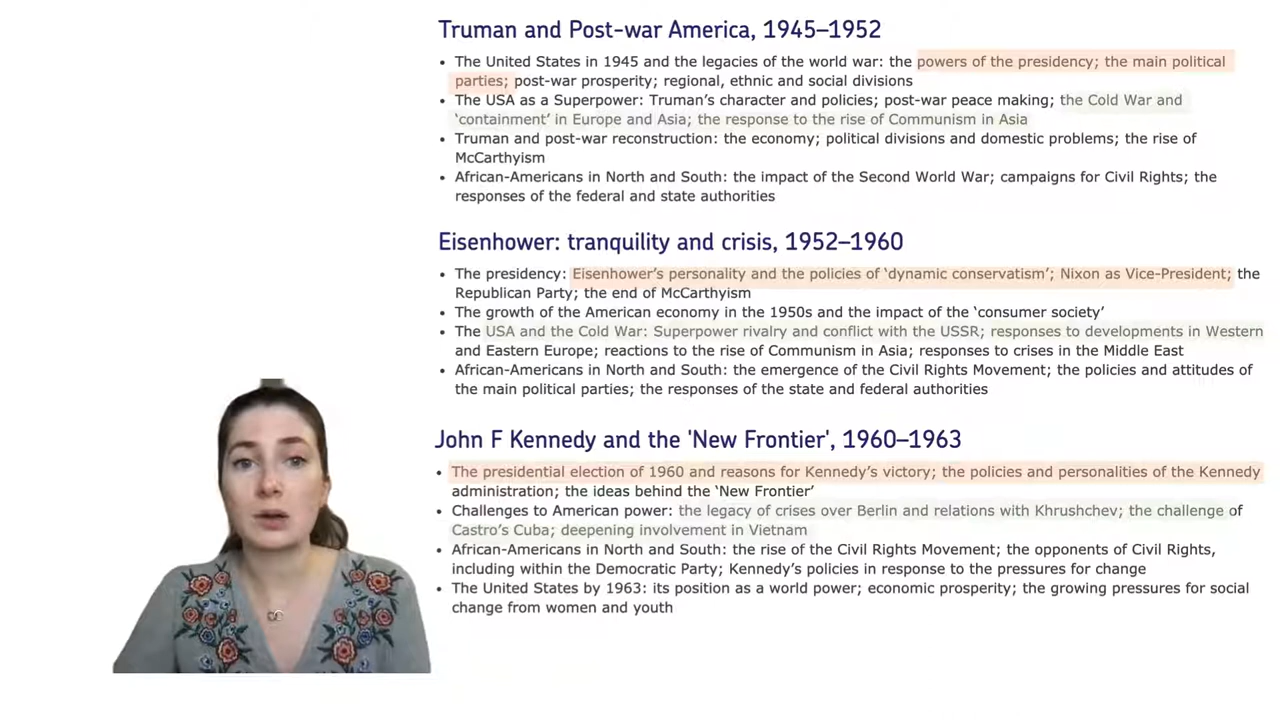 Truman and Post-war America, 1945–1952
• The United States in 1945 and the legacies of the world war: the powers of the presidency; the main political
parties; post-war prosperity; regional, ethnic and social divisions
• The USA as a Superpower: Truman’s character and policies; post-war peace making; the Cold War and
‘containment’ in Europe and Asia; the response to the rise of Communism in Asia
• Truman and post-war reconstruction: the economy; political divisions and domestic problems; the rise of
McCarthyism
• African-Americans in North and South: the impact of the Second World War; campaigns for Civil Rights; the
responses of the federal and state authorities
Eisenhower: tranquility and crisis, 1952–1960
• The presidency: Eisenhower’s personality and the policies of ‘dynamic conservatism’; Nixon as Vice-President; the
Republican Party; the end of McCarthyism
• The growth of the American economy in the 1950s and the impact of the ‘consumer society’
• The USA and the Cold War: Superpower rivalry and conflict with the USSR; responses to developments in Western
and Eastern Europe; reactions to the rise of Communism in Asia; responses to crises in the Middle East
• African-Americans in North and South: the emergence of the Civil Rights Movement; the policies and attitudes of
the main political parties; the responses of the state and federal authorities
John F Kennedy and the 'New Frontier', 1960–1963
• The presidential election of 1960 and reasons for Kennedy’s victory; the policies and personalities of the Kennedy
administration; the ideas behind the ‘New Frontier’
• Challenges to American power: the legacy of crises over Berlin and relations with Khrushchev; the challenge of
Castro’s Cuba; deepening involvement in Vietnam
• African-Americans in North and South: the rise of the Civil Rights Movement; the opponents of Civil Rights,
including within the Democratic Party; Kennedy’s policies in response to the pressures for change
• The United States by 1963: its position as a world power; economic prosperity; the growing pressures for social
change from women and youth